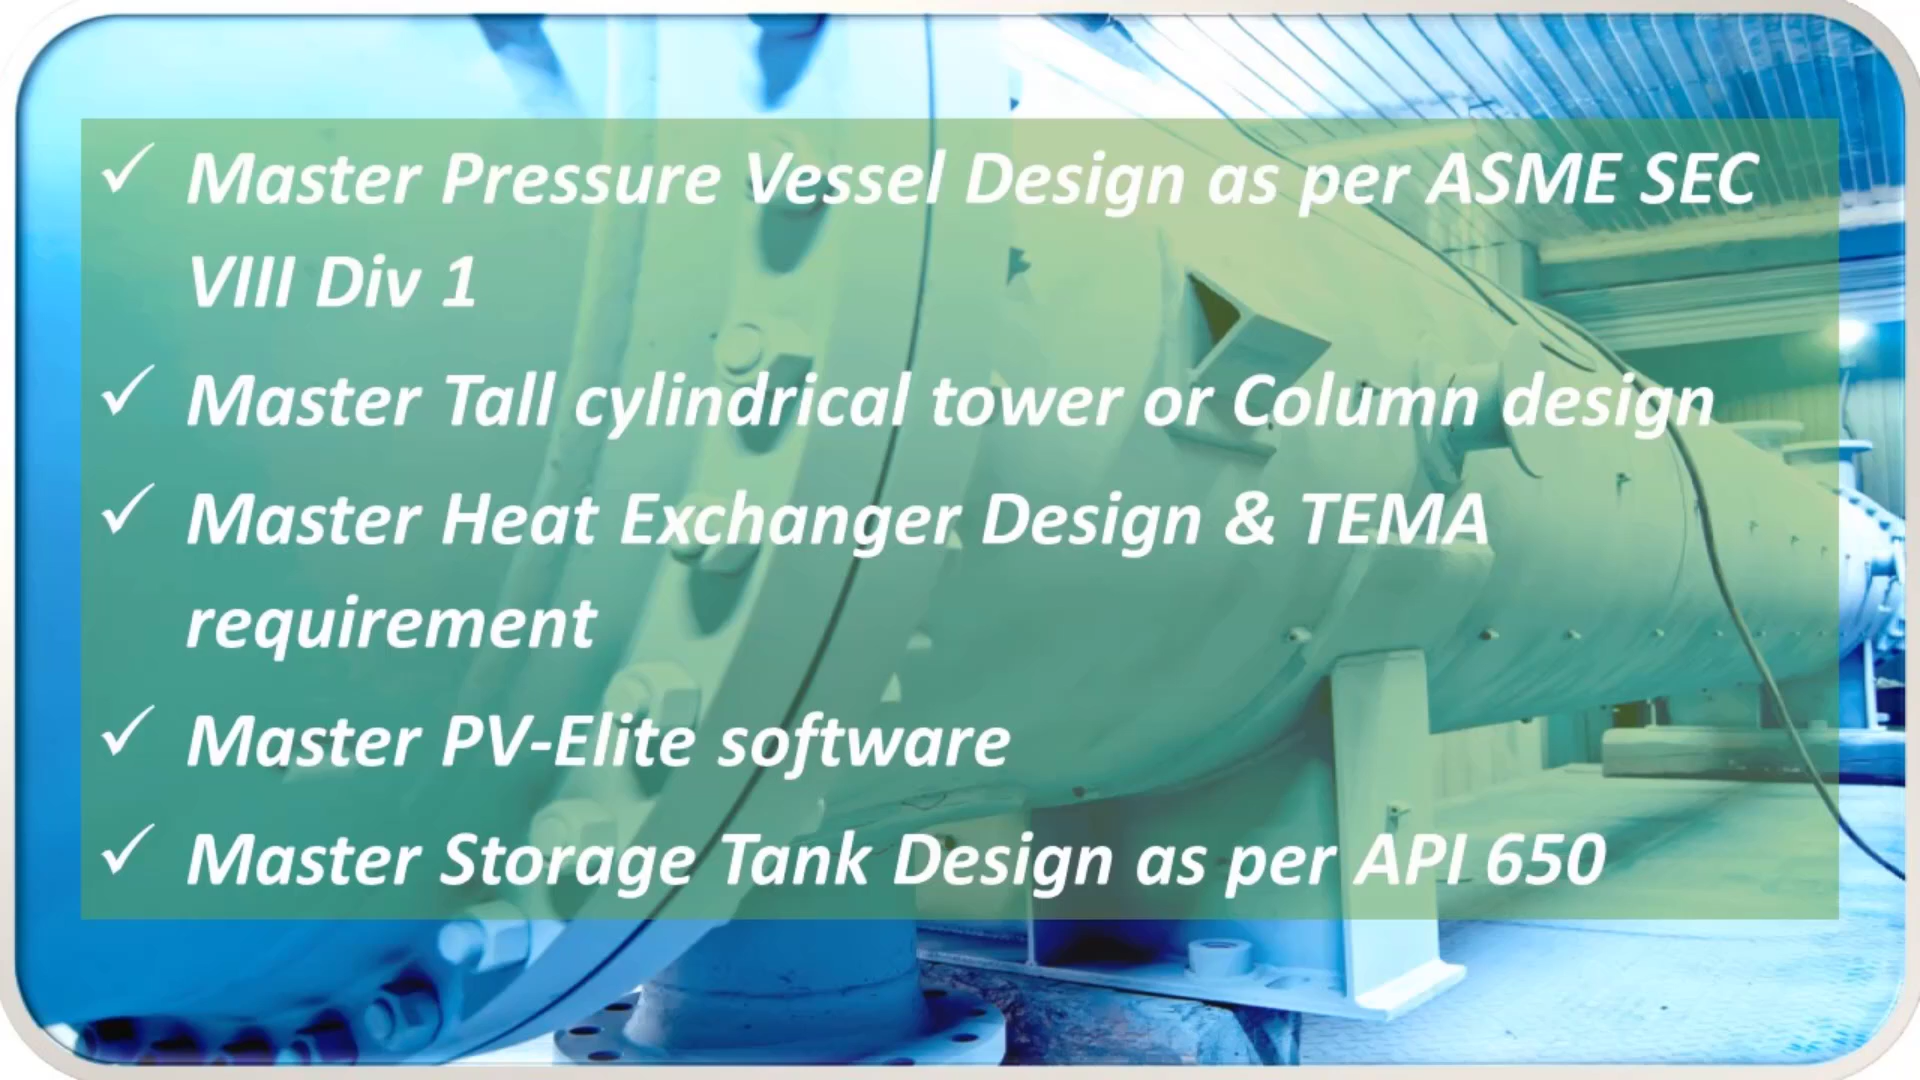 ✓ Master Pressure Vessel Design as per ASME SEC
VIII Div 1
✓ Master Tall cylindrical tower or Column design
✓ Master Heat Exchanger Design & TEMA
requirement
✓ Master PV-Elite software
✓ Master Storage Tank Design as per API 650